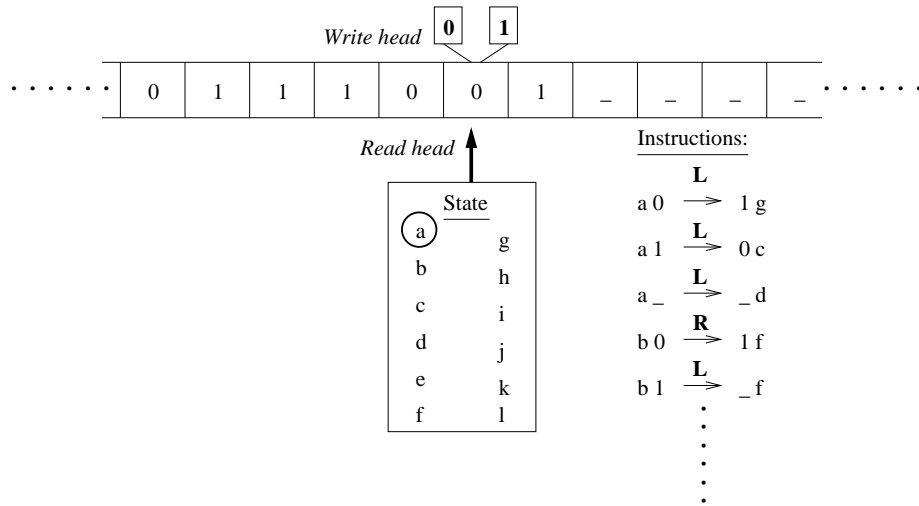 Write head 0 1
...... 0 1 1 1 0 0 1 _ _ _ _ ......
Read head
State
a g
b h
c i
d j
e k
f l
Instructions:
L
a 0 → 1 g
L
a 1 → 0 c
L
a _ → _ d
R
b 0 → 1 f
L
b 1 → _ f